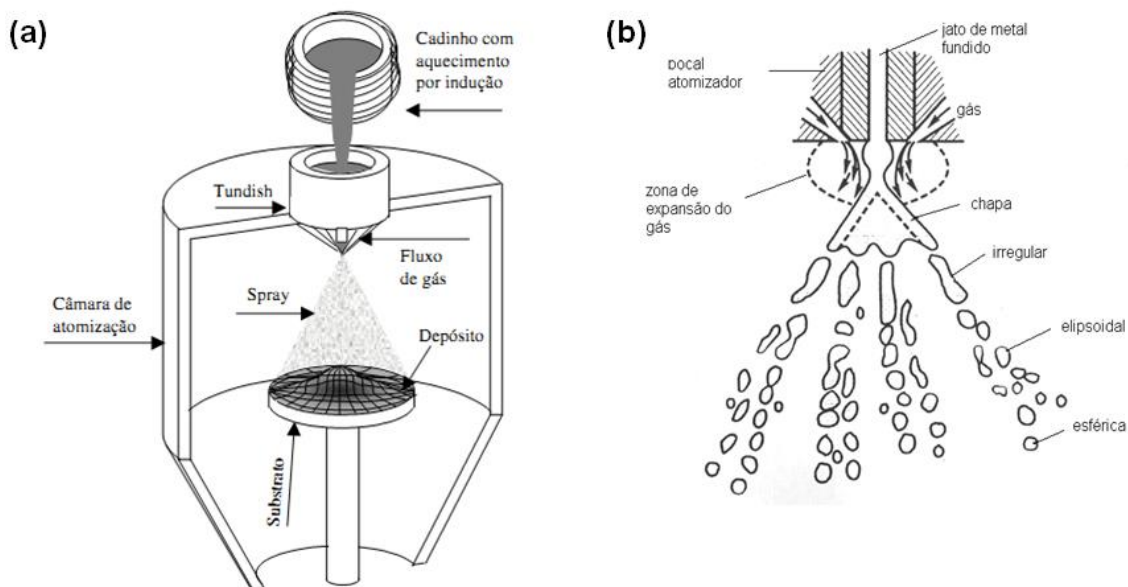 (a)
Cadinho com
aquecimento
por indução
Tundish
Fluxo
de gás
Spray
Câmara de
atomização
Depósito
Substrato
(b)
jato de metal
fundido
pocal
atomizador
gás
zona de
expansão do
gás
chapa
irregular
elipsoidal
esférica